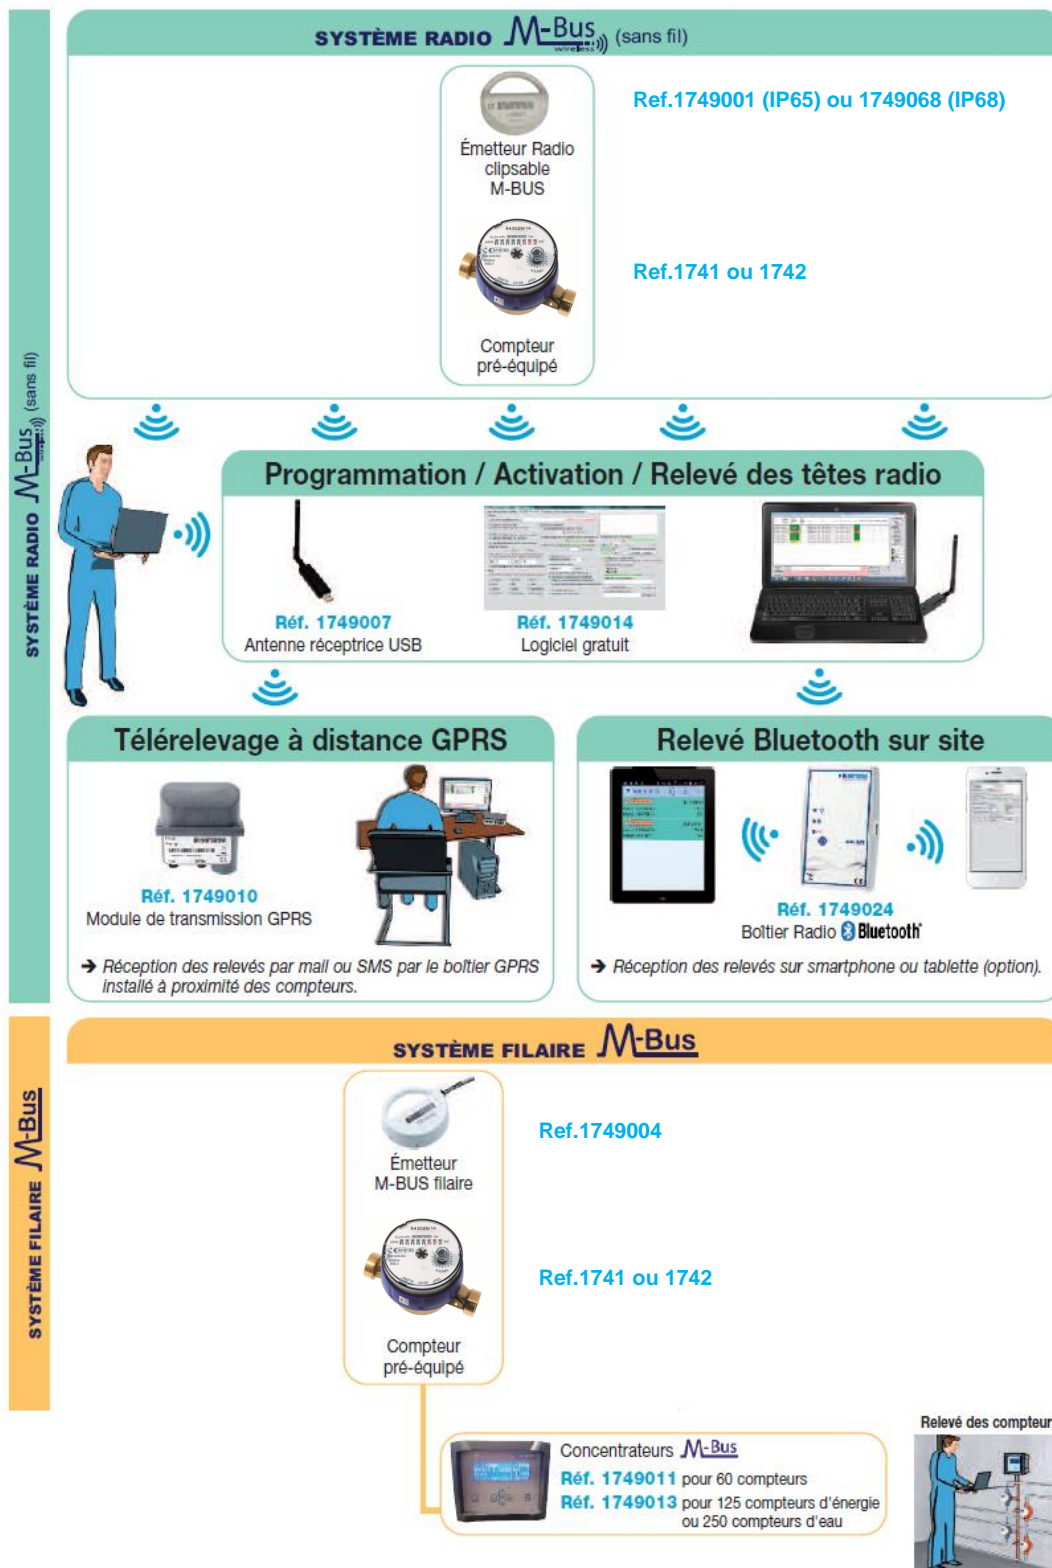 SYSTÈME RADIO M-Bus wireless (sans fil)
Ref.1749001 (IP65) ou 1749068 (IP68)
Émetteur Radio
clipsable
M-BUS
Ref.1741 ou 1742
Compteur
pré-équipé
SYSTÈME RADIO M-Bus wireless (sans fil)
Programmation / Activation / Relevé des têtes radio
Réf. 1749007
Antenne réceptrice USB
Réf. 1749014
Logiciel gratuit
Télérelevage à distance GPRS
Réf. 1749010
Module de transmission GPRS
➔ Réception des relevés par mail ou SMS par le boîtier GPRS
installé à proximité des compteurs.
Relevé Bluetooth sur site
Réf. 1749024
Boîtier Radio Bluetooth
➔ Réception des relevés sur smartphone ou tablette (option).
SYSTÈME FILAIRE M-Bus
SYSTÈME FILAIRE M-Bus
Ref.1749004
Émetteur
M-BUS filaire
Ref.1741 ou 1742
Compteur
pré-équipé
Concentrateurs M-Bus
Réf. 1749011 pour 60 compteurs
Réf. 1749013 pour 125 compteurs d'énergie
ou 250 compteurs d'eau
Relevé des compteur